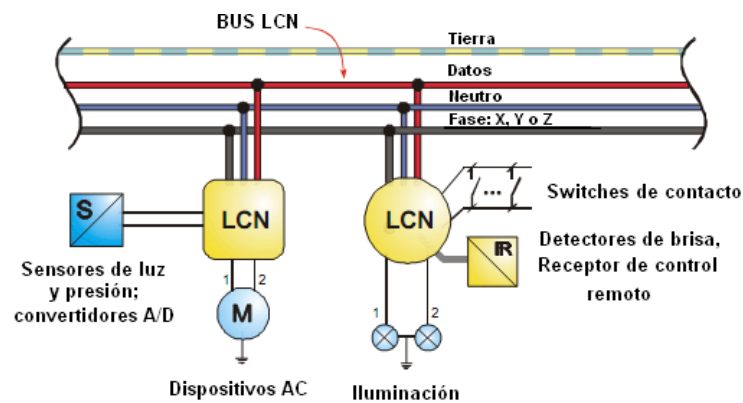 BUS LCN
Tierra
Datos
Neutro
Fase: X, Y o Z
S
LCN
LCN
Switches de contacto
IR
Sensores de luz
y presión;
convertidores A/D
Detectores de brisa,
Receptor de control
remoto
1
2
M
1
2
Dispositivos AC
Iluminación